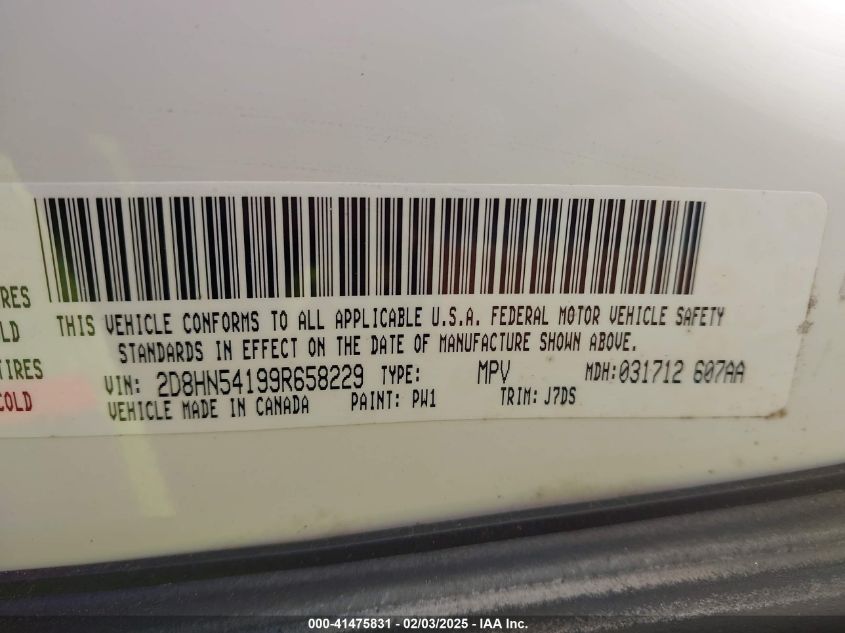 RES
OLD
TIRES
COLD
THIS VEHICLE CONFORMS TO ALL APPLICABLE U.S.A. FEDERAL MOTOR VEHICLE SAFETY
STANDARDS IN EFFECT ON THE DATE OF MANUFACTURE SHOWN ABOVE.
VIN: 2D8HN54199R658229 TYPE: MPV MDH:031712 607AA
VEHICLE MADE IN CANADA PAINT: PW1 TRIM: J7DS
000-41475831 - 02/03/2025 - IAA Inc.